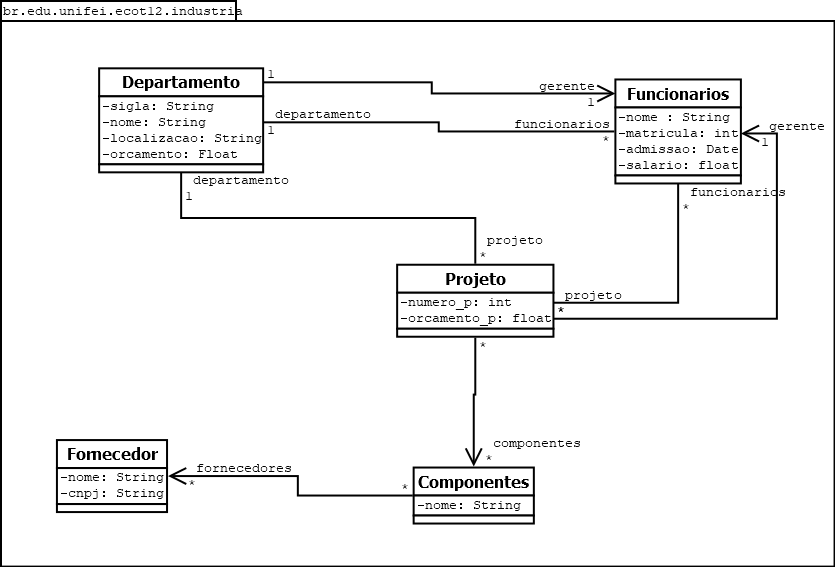 br.edu.unifei.ecot12.industria
Departamento
-sigla: String
-nome: String
-localizacao: String
-orcamento: Float
1
gerente
1
departamento
1
funcionarios
*
Funcionarios
-nome : String
-matricula: int
-admissao: Date
-salario: float
gerente
1
departamento
1
funcionarios
*
projeto
*
Projeto
-numero_p: int
-orcamento_p: float
projeto
*
*
componentes
*
Fornecedor
-nome: String
-cnpj: String
fornecedores
*
*
Componentes
-nome: String